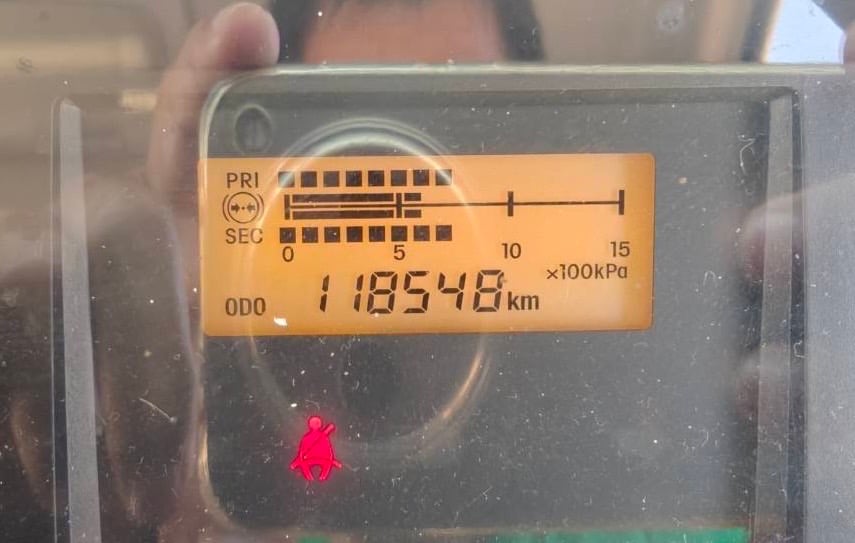 PRI
SEC
0 5 10 15
×100kPa
ODO 118548km